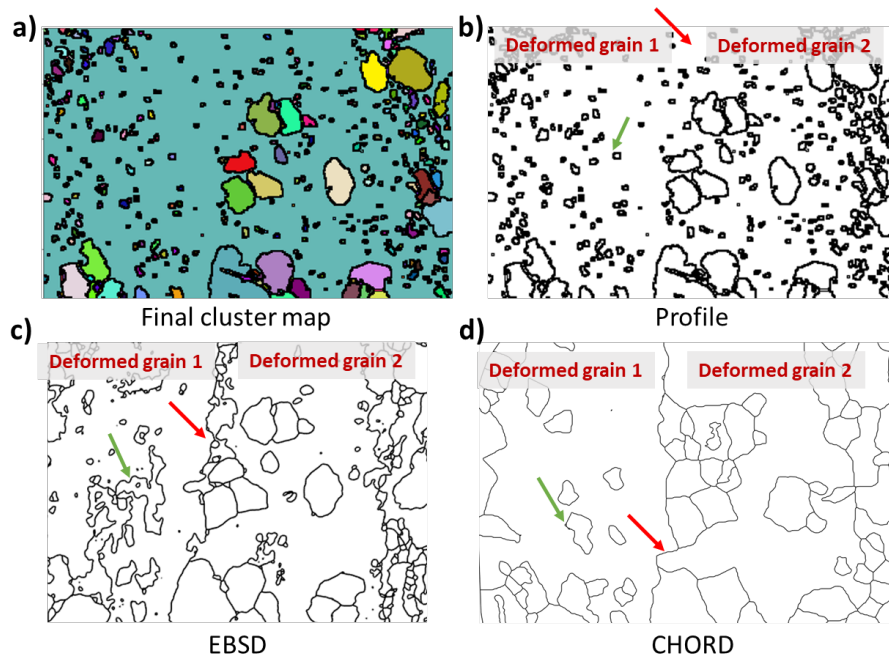 a)
b)
Deformed grain 1
Deformed grain 2
Final cluster map
Profile
c)
d)
Deformed grain 1
Deformed grain 2
Deformed grain 1
Deformed grain 2
EBSD
CHORD